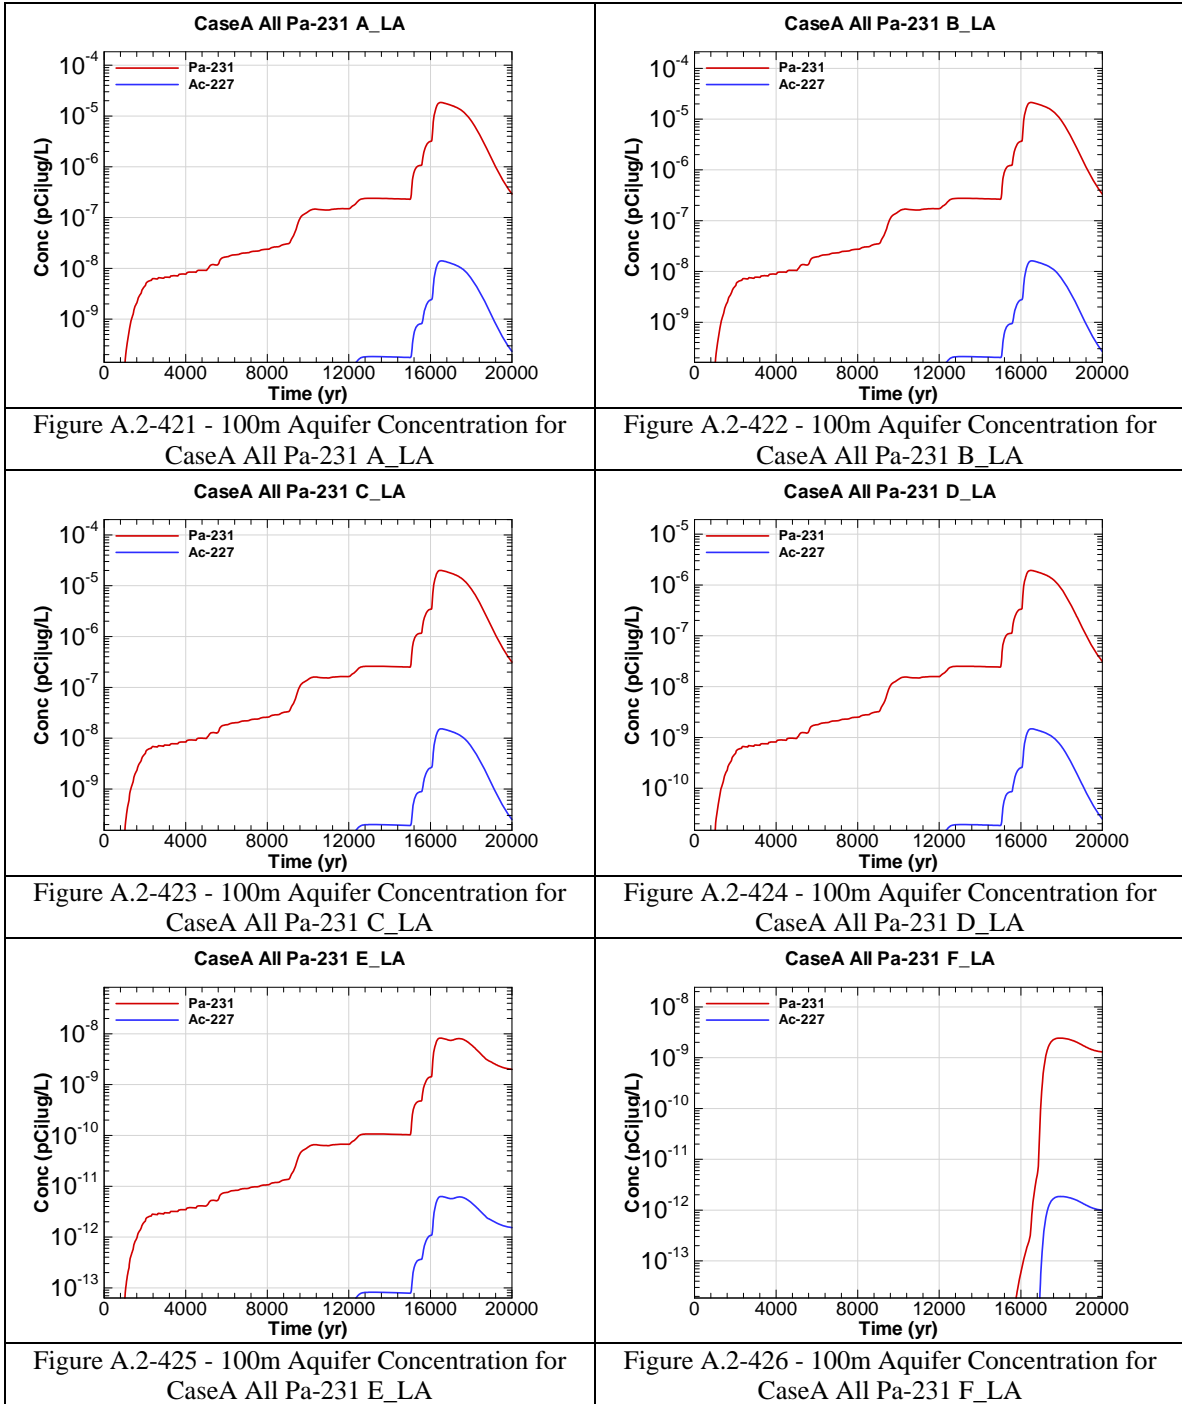 CaseA All Pa-231 A_LA
Conc (pCi|ug/L)
10-4
10-5
10-6
10-7
10-8
10-9
Pa-231
Ac-227
0 4000 8000 12000 16000 20000
Time (yr)
Figure A.2-421 - 100m Aquifer Concentration for
CaseA All Pa-231 A_LA
CaseA All Pa-231 B_LA
Conc (pCi|ug/L)
10-4
10-5
10-6
10-7
10-8
10-9
Pa-231
Ac-227
0 4000 8000 12000 16000 20000
Time (yr)
Figure A.2-422 - 100m Aquifer Concentration for
CaseA All Pa-231 B_LA
CaseA All Pa-231 C_LA
Conc (pCi|ug/L)
10-4
10-5
10-6
10-7
10-8
10-9
Pa-231
Ac-227
0 4000 8000 12000 16000 20000
Time (yr)
Figure A.2-423 - 100m Aquifer Concentration for
CaseA All Pa-231 C_LA
CaseA All Pa-231 D_LA
Conc (pCi|ug/L)
10-5
10-6
10-7
10-8
10-9
10-10
Pa-231
Ac-227
0 4000 8000 12000 16000 20000
Time (yr)
Figure A.2-424 - 100m Aquifer Concentration for
CaseA All Pa-231 D_LA
CaseA All Pa-231 E_LA
Conc (pCi|ug/L)
10-8
10-9
10-10
10-11
10-12
10-13
Pa-231
Ac-227
0 4000 8000 12000 16000 20000
Time (yr)
Figure A.2-425 - 100m Aquifer Concentration for
CaseA All Pa-231 E_LA
CaseA All Pa-231 F_LA
Conc (pCi|ug/L)
10-8
10-9
10-10
10-11
10-12
10-13
Pa-231
Ac-227
0 4000 8000 12000 16000 20000
Time (yr)
Figure A.2-426 - 100m Aquifer Concentration for
CaseA All Pa-231 F_LA